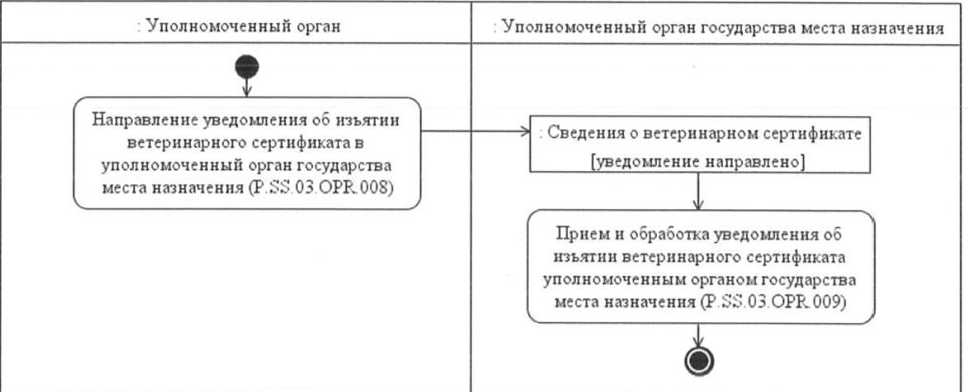 : Уполномоченный орган
: Уполномоченный орган государства места назначения
Направление уведомления об изъятии
ветеринарного сертификата в
уполномоченный орган государства
места назначения (P.SS.03.OPR.008)
: Сведения о ветеринарном сертификате
[уведомление направлено]
Прием и обработка уведомления об
изъятии ветеринарного сертификата
уполномоченным органом государства
места назначения (P.SS.03.OPR.009)